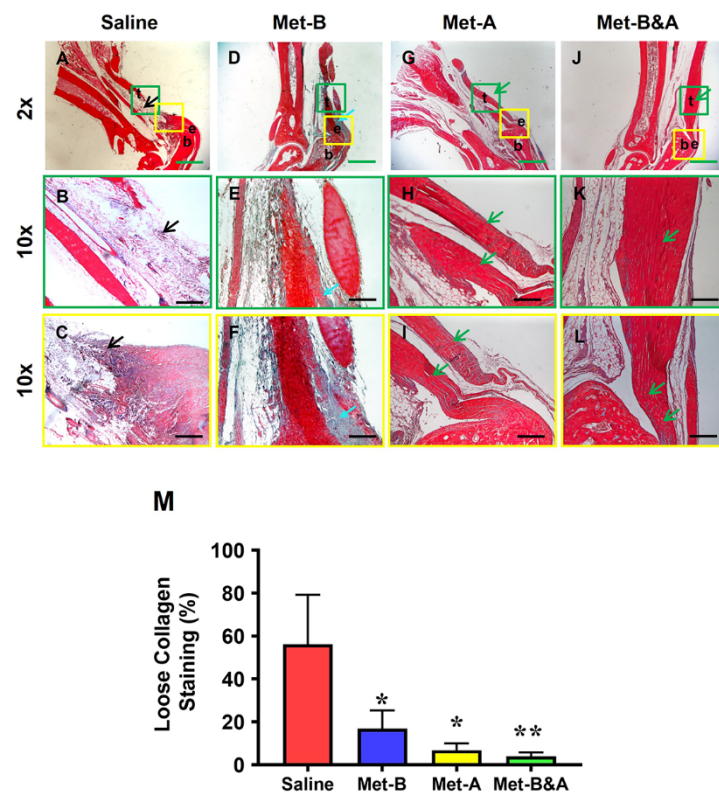 Saline Met-B Met-A Met-B&A
2x
A D G J
t e b
e b
t e b
t b e
10x
B E H K
10x
C F I L
M
Loose Collagen
Staining (%)
100
80
60
40
20
0
* * **
Saline Met-B Met-A Met-B&A